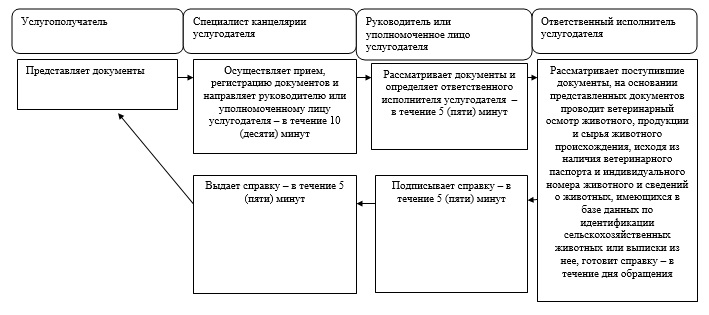 Услугополучатель
Специалист канцелярии
услугодателя
Руководитель или
уполномоченное лицо
услугодателя
Ответственный исполнитель
услугодателя
Представляет документы
Осуществляет прием,
регистрацию документов и
направляет руководителю или
уполномоченному лицу
услугодателя – в течение 10
(десяти) минут
Рассматривает документы и
определяет ответственного
исполнителя услугодателя –
в течение 5 (пяти) минут
Рассматривает поступившие
документы, на основании
представленных документов
проводит ветеринарный
осмотр животного, продукции
и сырья животного
происхождения, исходя из
наличия ветеринарного
паспорта и индивидуального
номера животного и сведений
о животных, имеющихся в
базе данных по
идентификации
сельскохозяйственных
животных или выписки из
нее, готовит справку – в
течение дня обращения
Подписывает справку – в
течение 5 (пяти) минут
Выдает справку – в течение 5
(пяти) минут